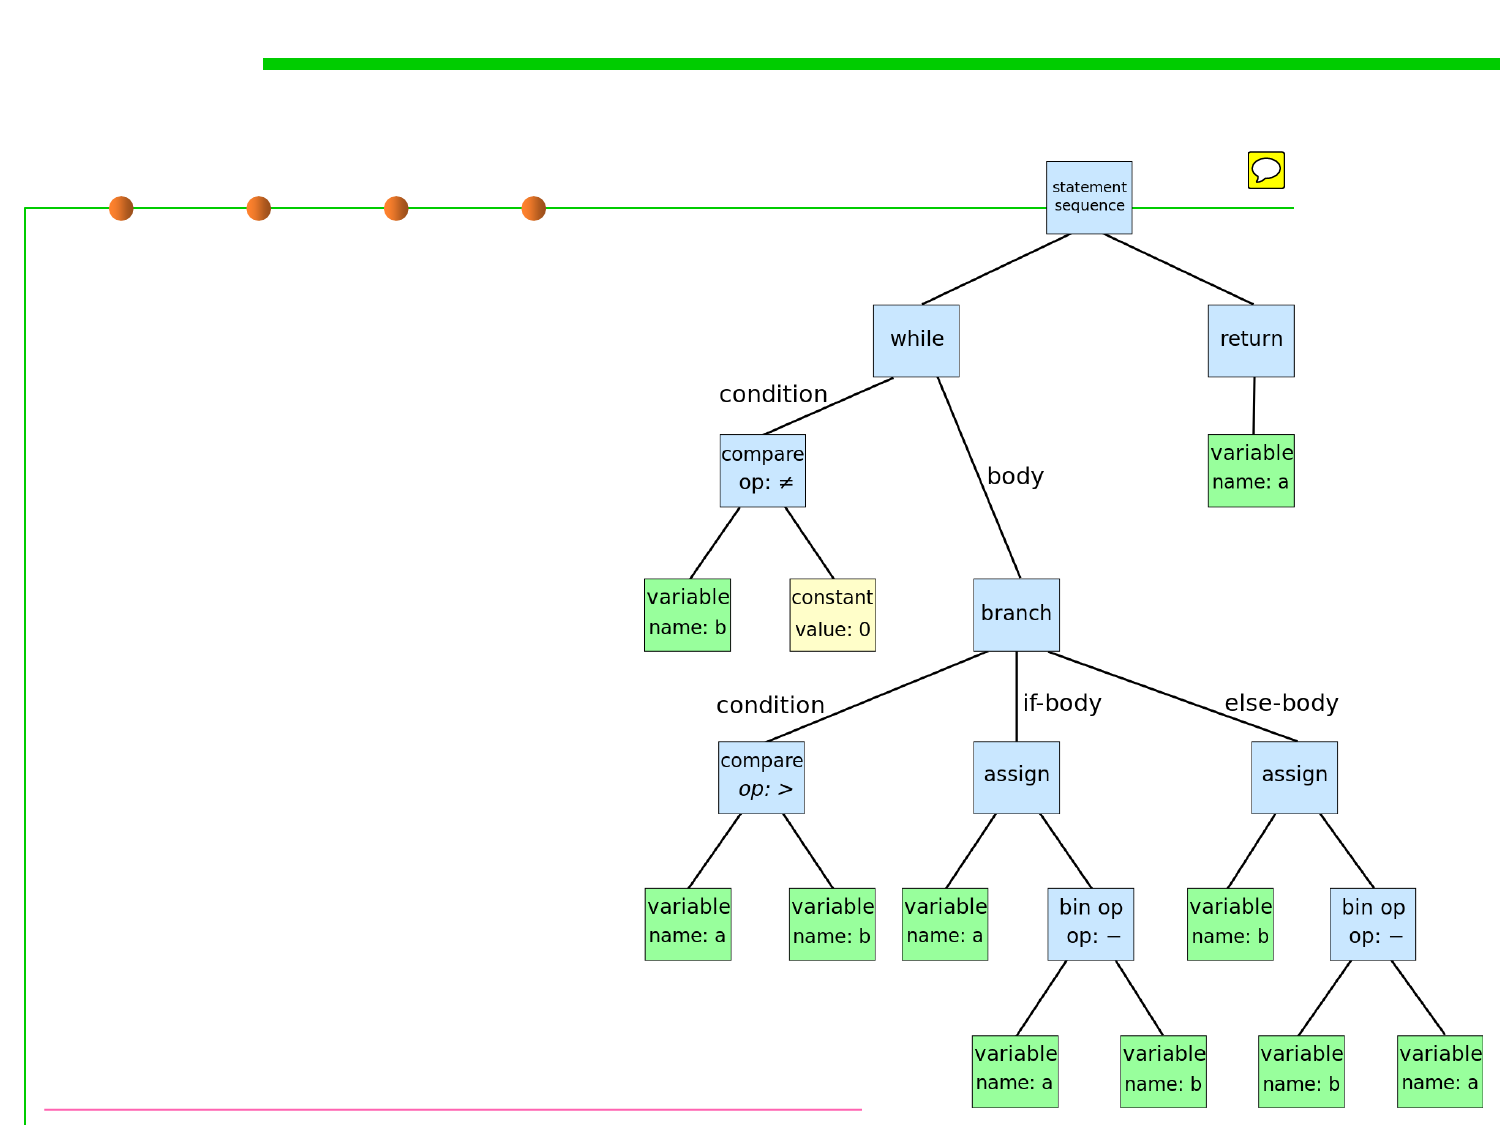 statement
sequence
while
return
condition
compare
op: ≠
body
variable
name: a
variable
name: b
constant
value: 0
branch
condition
if-body
else-body
compare
op: >
assign
assign
variable
name: a
variable
name: b
variable
name: a
bin op
op: −
variable
name: b
bin op
op: −
variable
name: a
variable
name: b
variable
name: b
variable
name: a